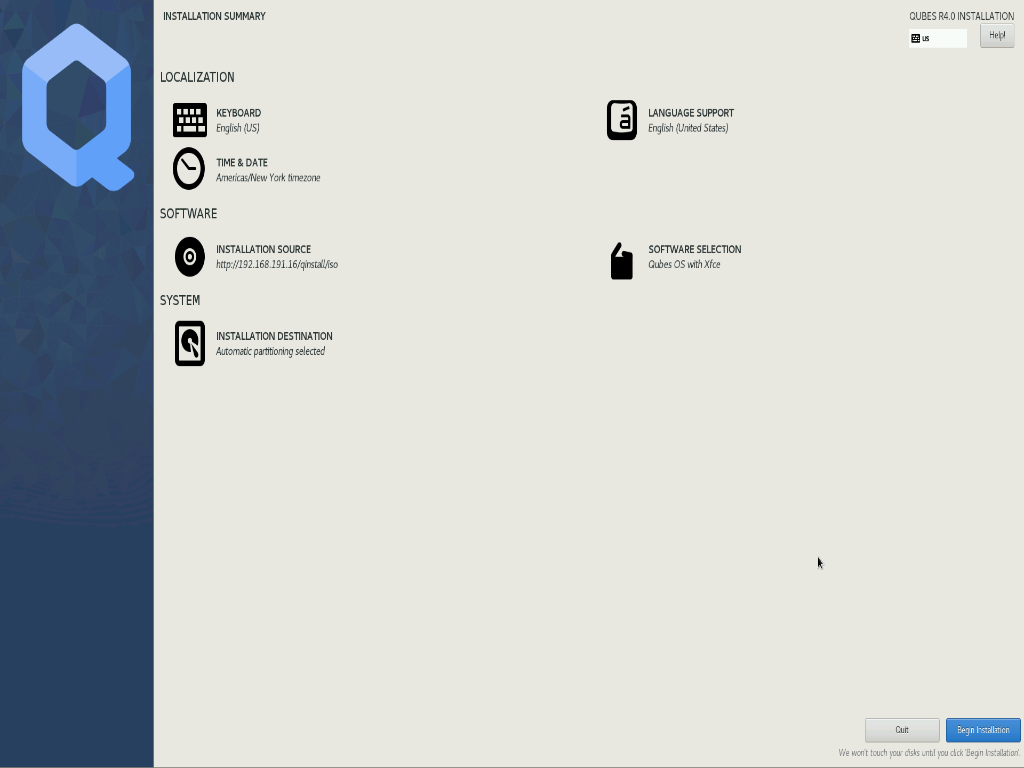 INSTALLATION SUMMARY
QUBES R4.0 INSTALLATION
us
Help!
LOCALIZATION
KEYBOARD
English (US)
LANGUAGE SUPPORT
English (United States)
TIME & DATE
Americas/New York timezone
SOFTWARE
INSTALLATION SOURCE
http://192.168.191.16/qinstall/iso
SOFTWARE SELECTION
Qubes OS with Xfce
SYSTEM
INSTALLATION DESTINATION
Automatic partitioning selected
Quit
Begin Installation
We won't touch your disks until you click 'Begin Installation'.